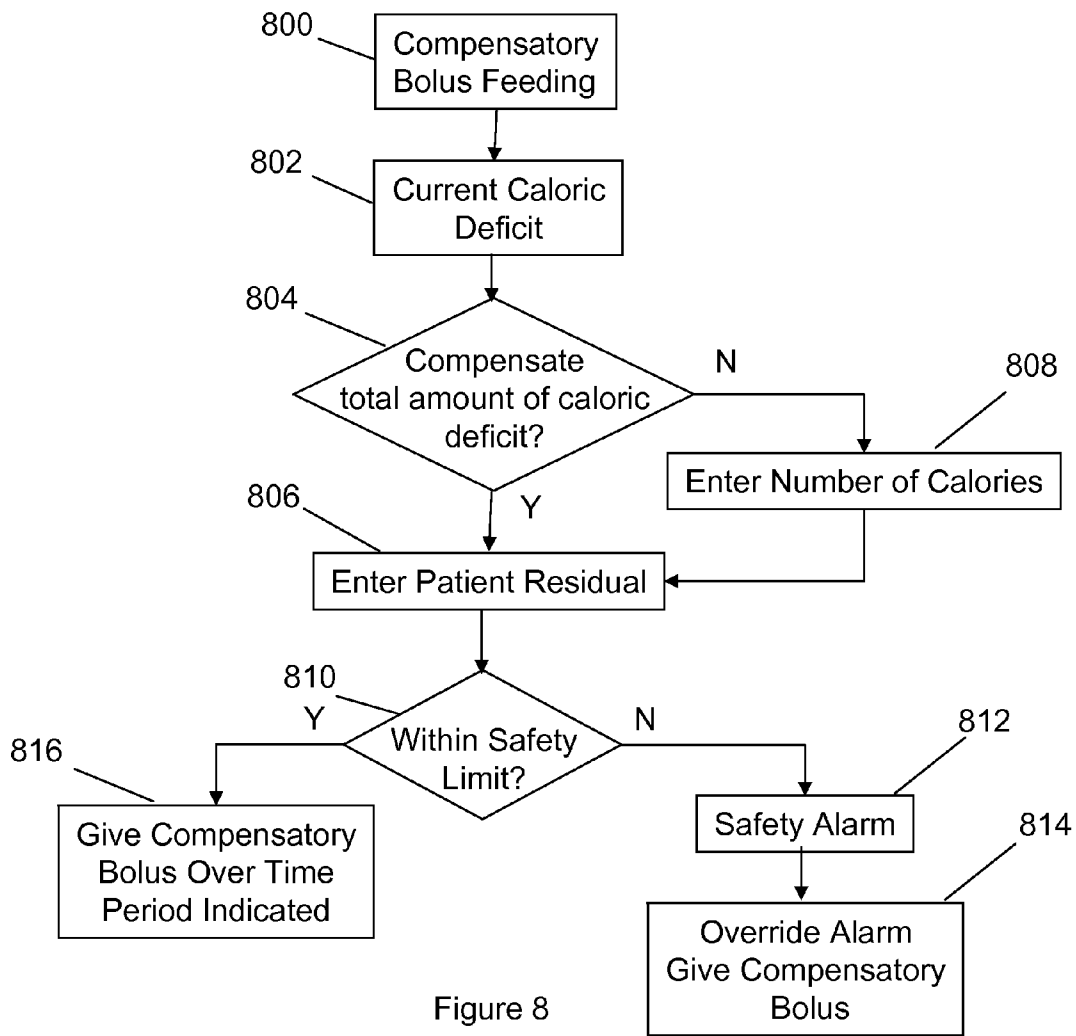 800
Compensatory
Bolus Feeding
802
Current Caloric
Deficit
804
Compensate
total amount of caloric
deficit?
N
808
Enter Number of Calories
Y
806
Enter Patient Residual
810
Y
Within Safety
Limit?
N
816
Give Compensatory
Bolus Over Time
Period Indicated
812
Safety Alarm
814
Override Alarm
Give Compensatory
Bolus
Figure 8